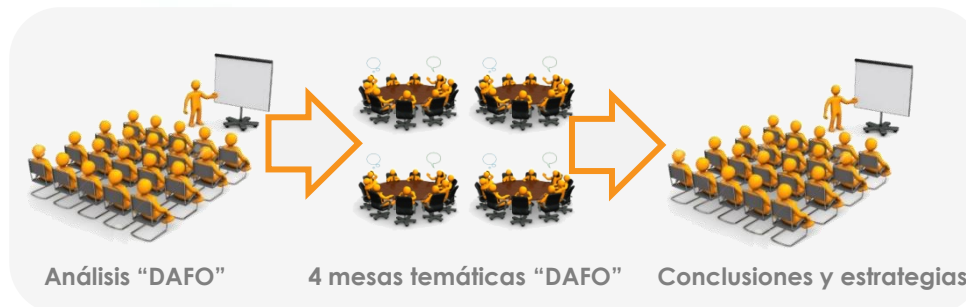 Análisis “DAFO”
4 mesas temáticas “DAFO”
Conclusiones y estrategias